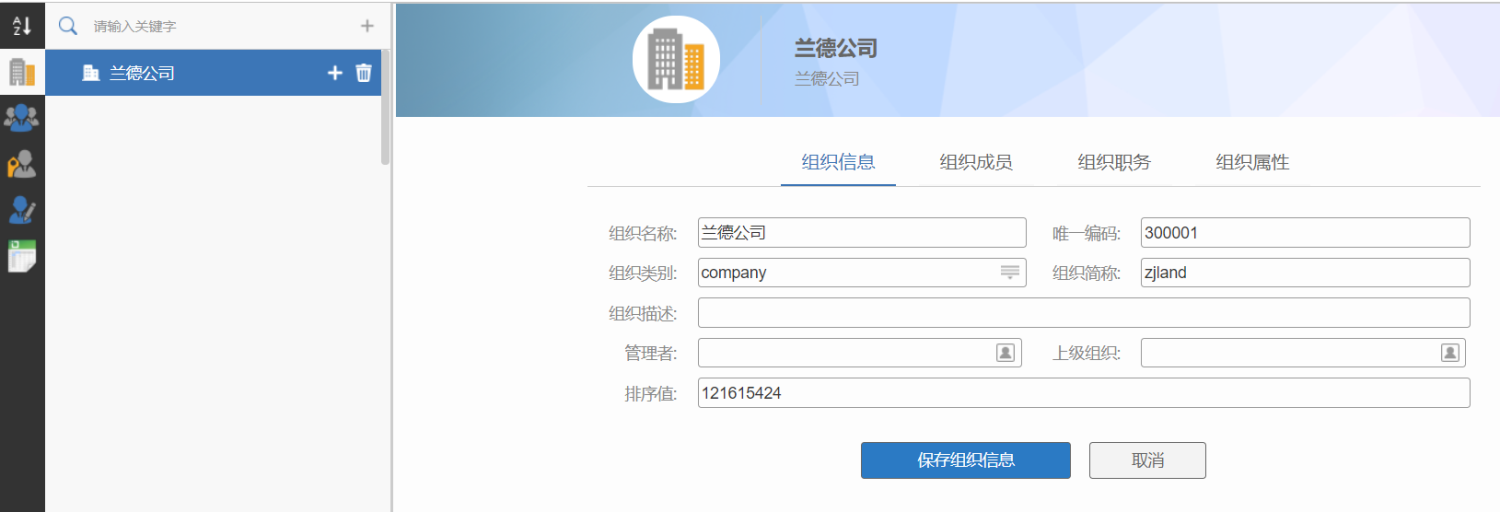 请输入关键字
兰德公司
兰德公司
兰德公司
组织信息 组织成员 组织职务 组织属性
组织名称: 兰德公司 唯一编码: 300001
组织类别: company 组织简称: zjland
组织描述:
管理者: 上级组织:
排序值: 121615424
保存组织信息 取消